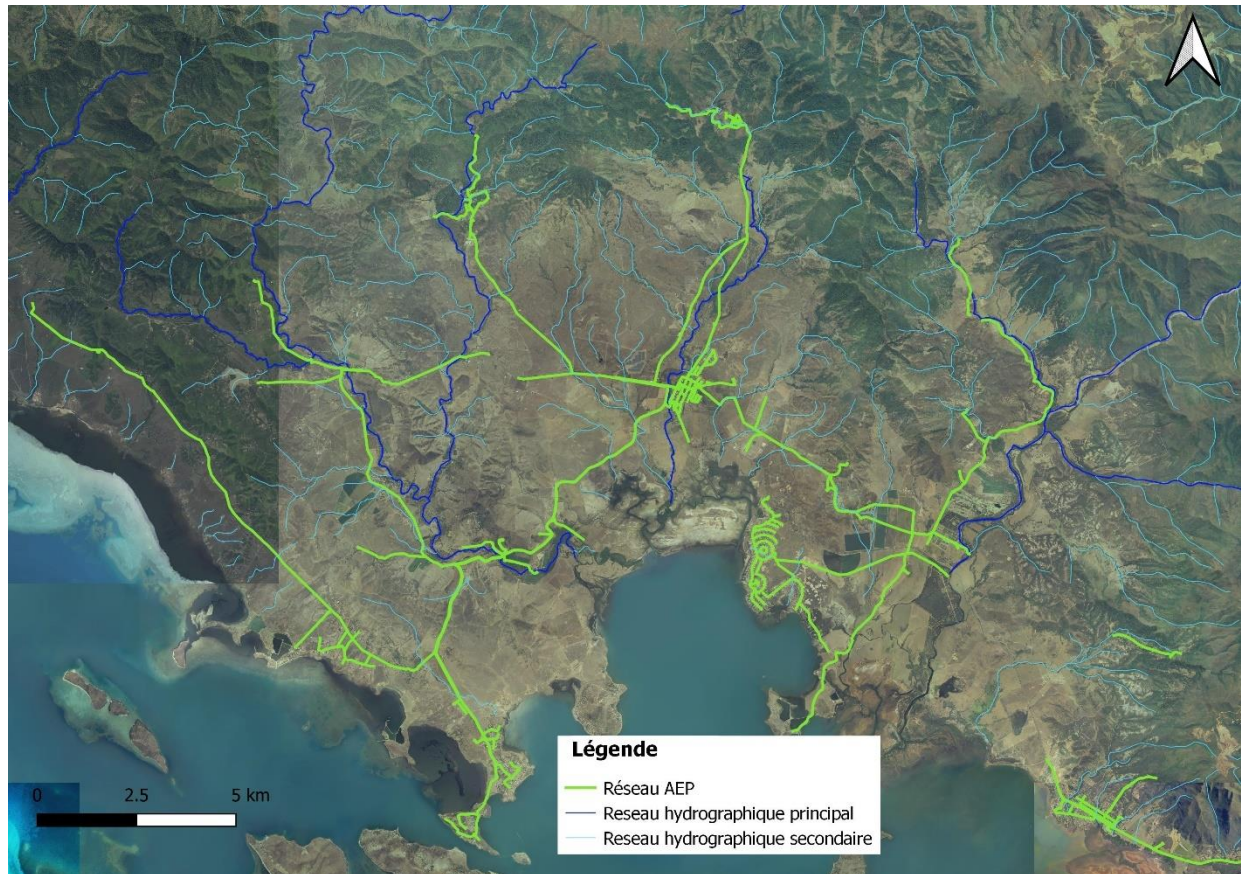 Légende
Réseau AEP
Reseau hydrographique principal
Reseau hydrographique secondaire
0 2.5 5 km